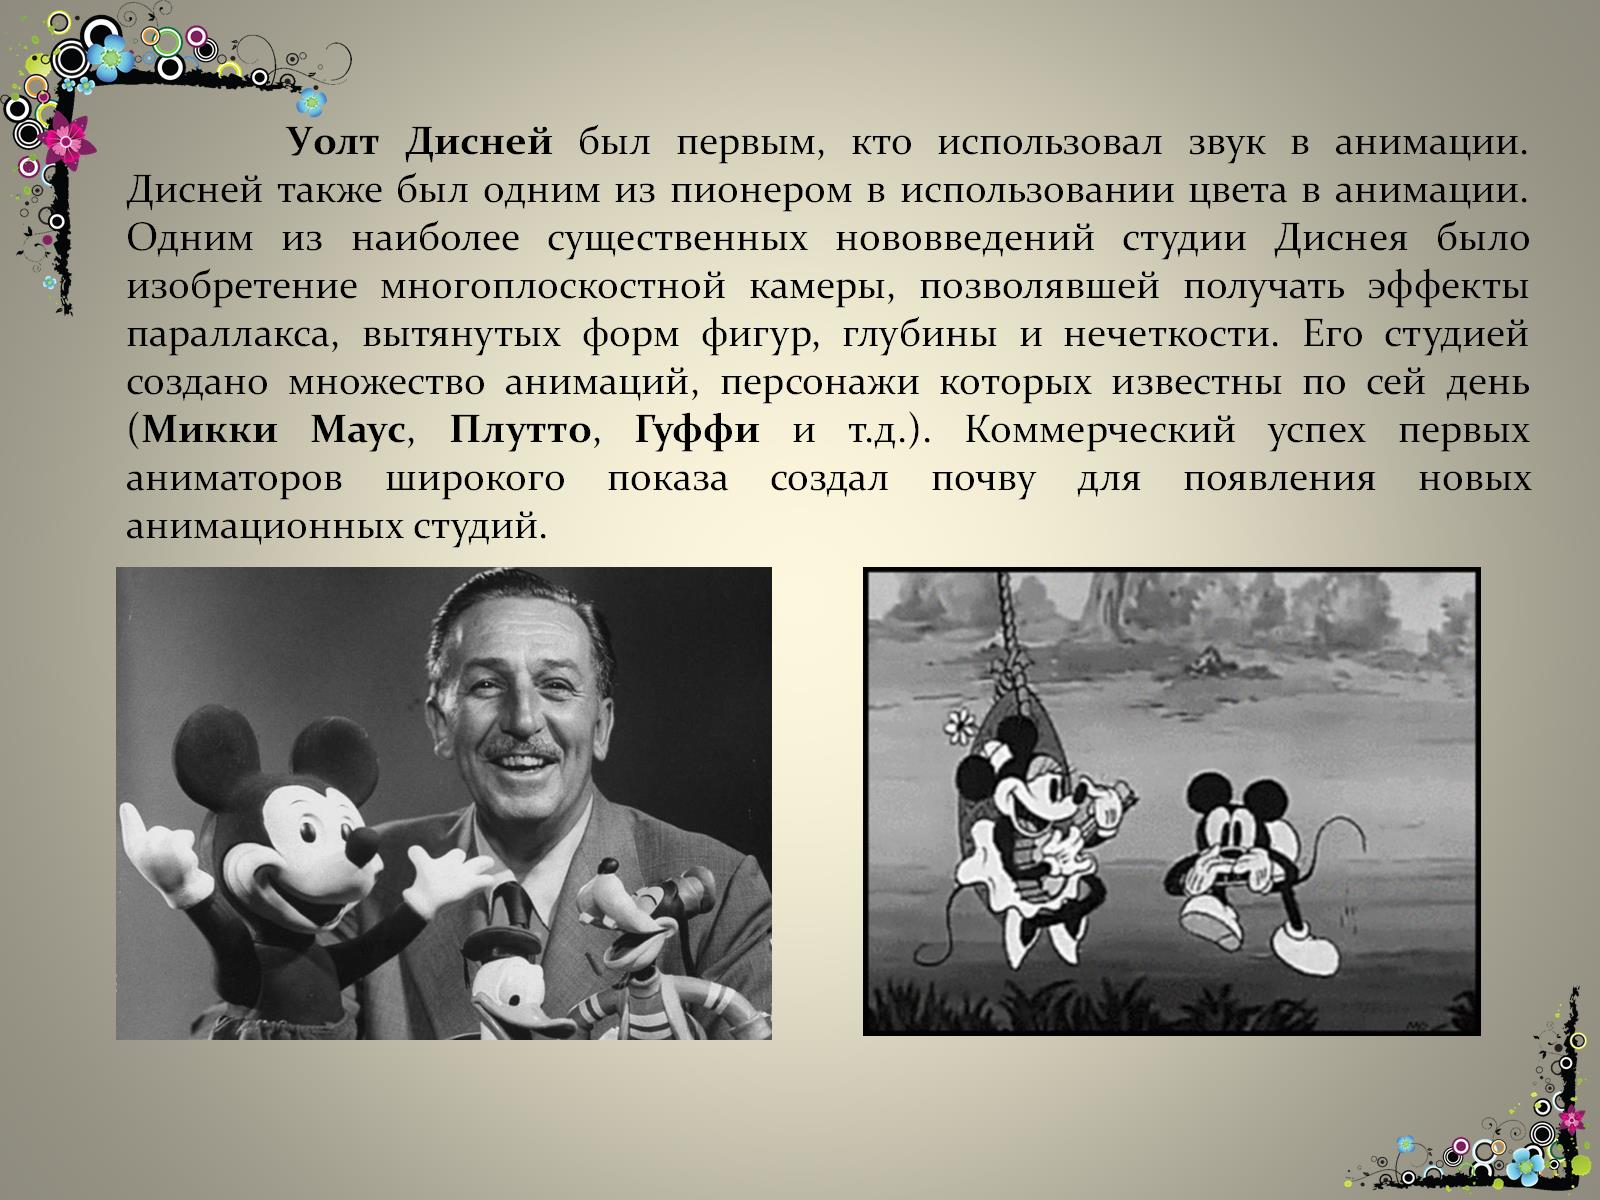 Уолт Дисней был первым, кто использовал звук в анимации.
Дисней также был одним из пионером в использовании цвета в анимации.
Одним из наиболее существенных нововведений студии Диснея было
изобретение многоплоскостной камеры, позволявшей получать эффекты
параллакса, вытянутых форм фигур, глубины и нечеткости. Его студией
создано множество анимаций, персонажи которых известны по сей день
(Микки Маус, Плутто, Гуффи и т.д.). Коммерческий успех первых
аниматоров широкого показа создал почву для появления новых
анимационных студий.